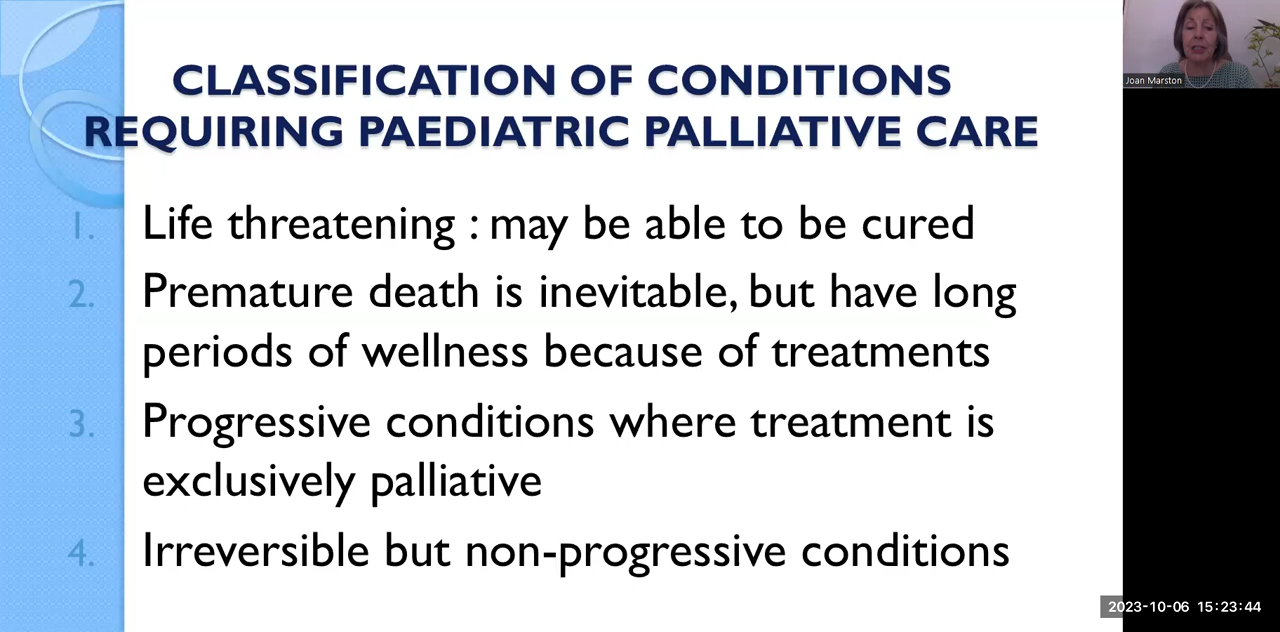 CLASSIFICATION OF CONDITIONS
REQUIRING PAEDIATRIC PALLIATIVE CARE
1. Life threatening : may be able to be cured
2. Premature death is inevitable, but have long
periods of wellness because of treatments
3. Progressive conditions where treatment is
exclusively palliative
4. Irreversible but non-progressive conditions
Joan Marston
2023-10-06 15:23:44